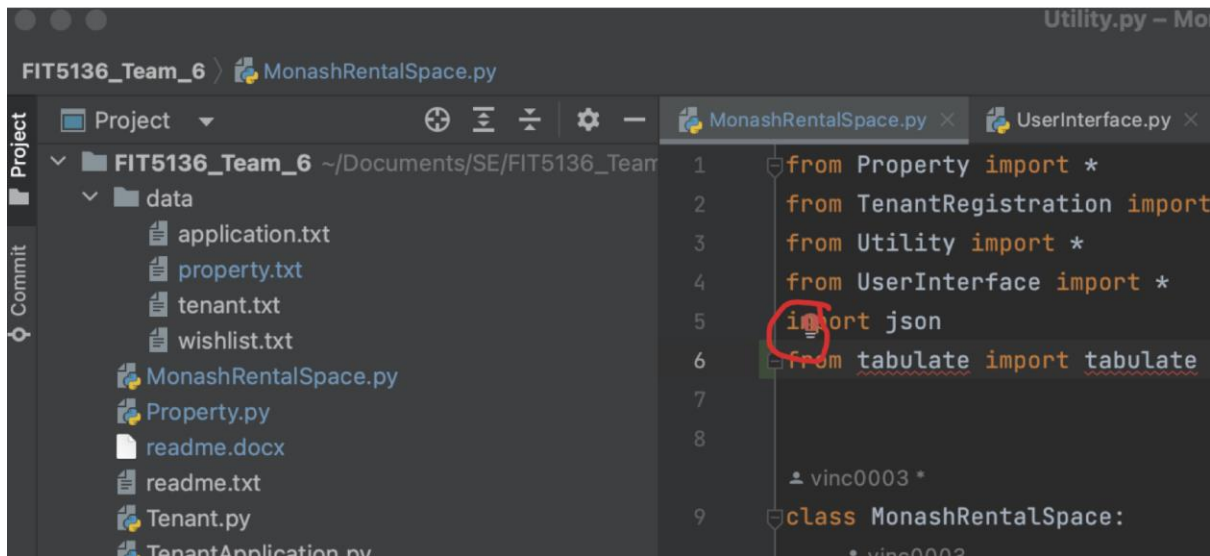 Utility.py – Mo
FIT5136_Team_6 〉 MonashRentalSpace.py
Project
Commit
Project
FIT5136_Team_6 ~/Documents/SE/FIT5136_Team
data
application.txt
property.txt
tenant.txt
wishlist.txt
MonashRentalSpace.py
Property.py
readme.docx
readme.txt
Tenant.py
TenantApplication.py
MonashRentalSpace.py × UserInterface.py ×
1 from Property import *
2 from TenantRegistration import
3 from Utility import *
4 from UserInterface import *
5 import json
6 from tabulate import tabulate
7
8
vinc0003 *
9 class MonashRentalSpace:
vinc0003